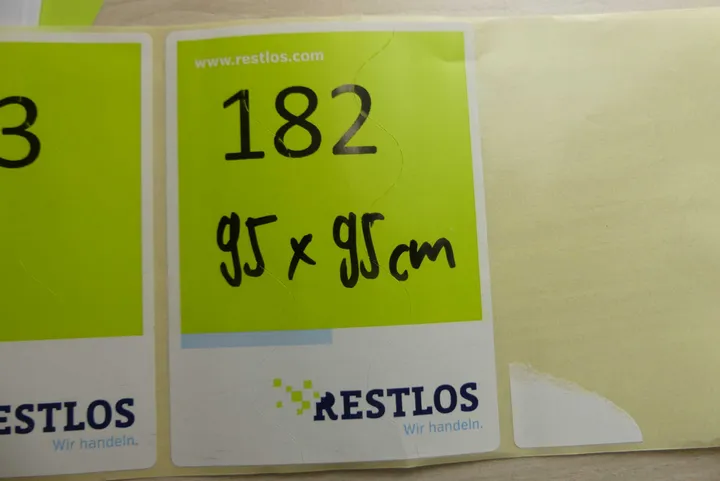 3
ESTLOS
Wir handeln.
www.restlos.com
182
95 x 95 cm
RESTLOS
Wir handeln.